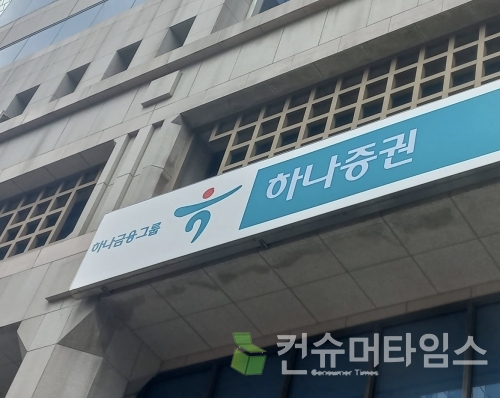 하나금융그룹
하나증권
컨슈머타임스
Consumer Times